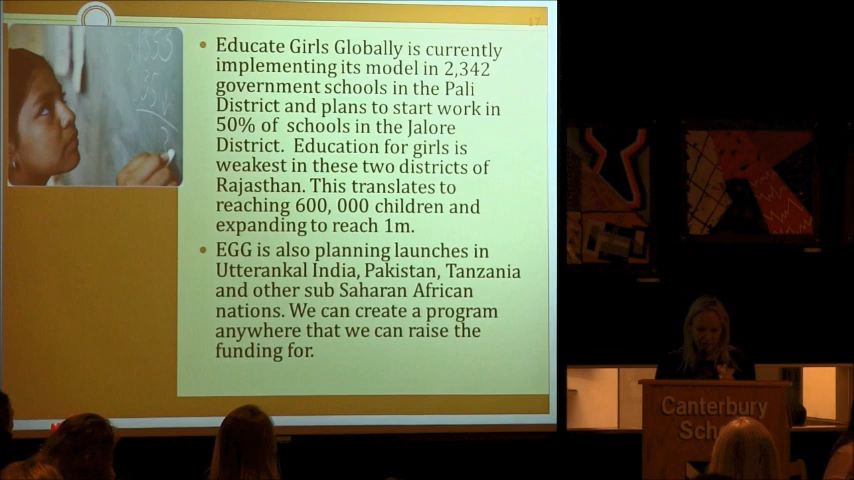 17
• Educate Girls Globally is currently
implementing its model in 2,342
government schools in the Pali
District and plans to start work in
50% of schools in the Jalore
District. Education for girls is
weakest in these two districts of
Rajasthan. This translates to
reaching 600, 000 children and
expanding to reach 1m.
• EGG is also planning launches in
Utterankal India, Pakistan, Tanzania
and other sub Saharan African
nations. We can create a program
anywhere that we can raise the
funding for.
Canterbury